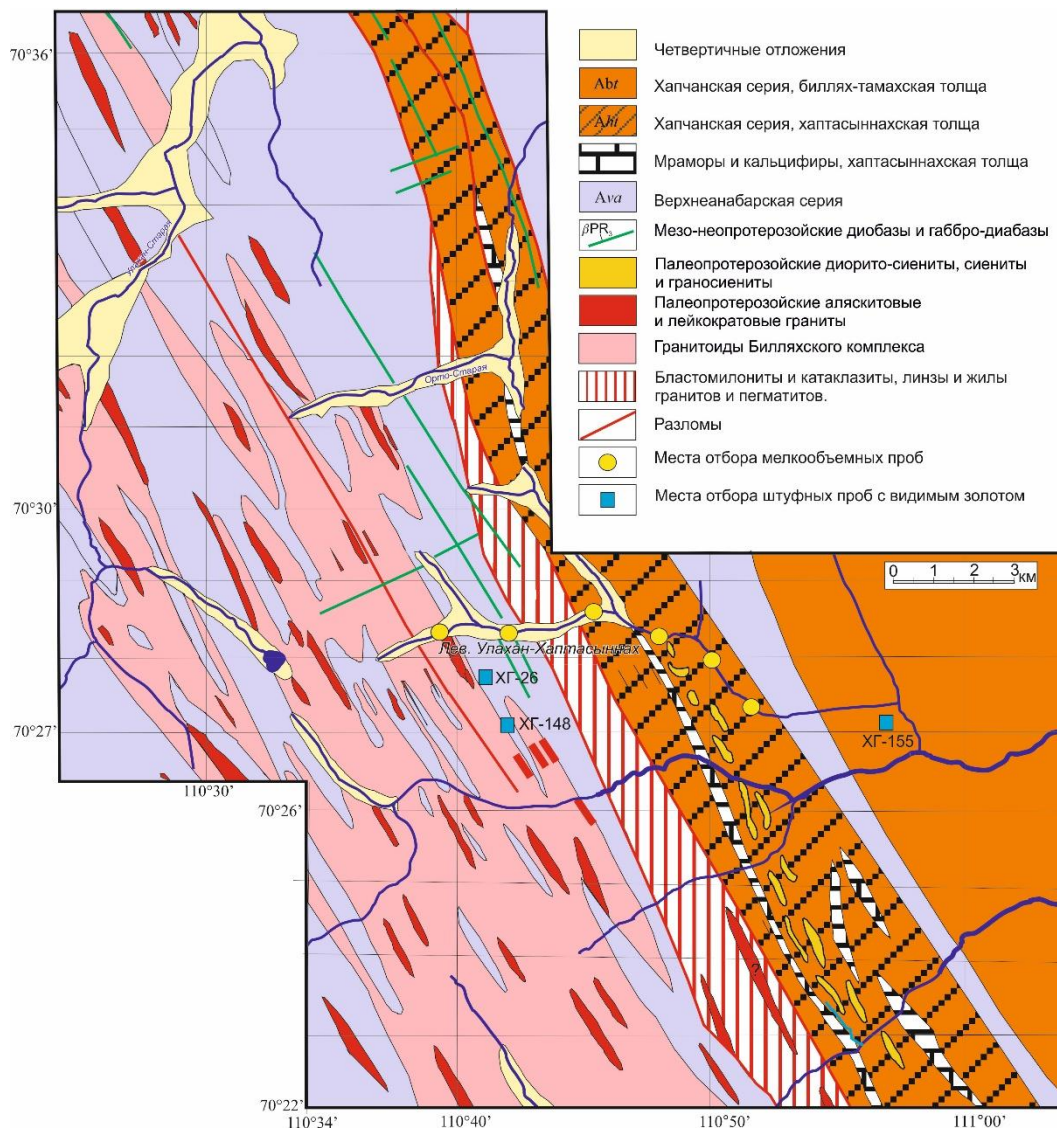 70°36'
70°30'
70°27'
110°30'
70°26'
70°22'
110°34'
110°40'
110°50'
111°00'
Четвертичные отложения
Abt
Хапчанская серия, биллях-тамахская толща
Ahi
Хапчанская серия, хаптасыннахская толща
Мраморы и кальцифиры, хаптасыннахская толща
Ava
Верхнеанабарская серия
βPR₃
Мезо-неопротерозойские диобазы и габбро-диабазы
Палеопротерозойские диорито-сиениты, сиениты
и граносиениты
Палеопротерозойские аляскитовые
и лейкократовые граниты
Гранитоиды Билляхского комплекса
Бластомилониты и катаклазиты, линзы и жилы
гранитов и пегматитов.
Разломы
Места отбора мелкообъемных проб
Места отбора штуфных проб с видимым золотом
0 1 2 3 км
Орто-Старая
Лев. Улахан-Хаптасыннах
ХГ-26
ХГ-148
ХГ-155